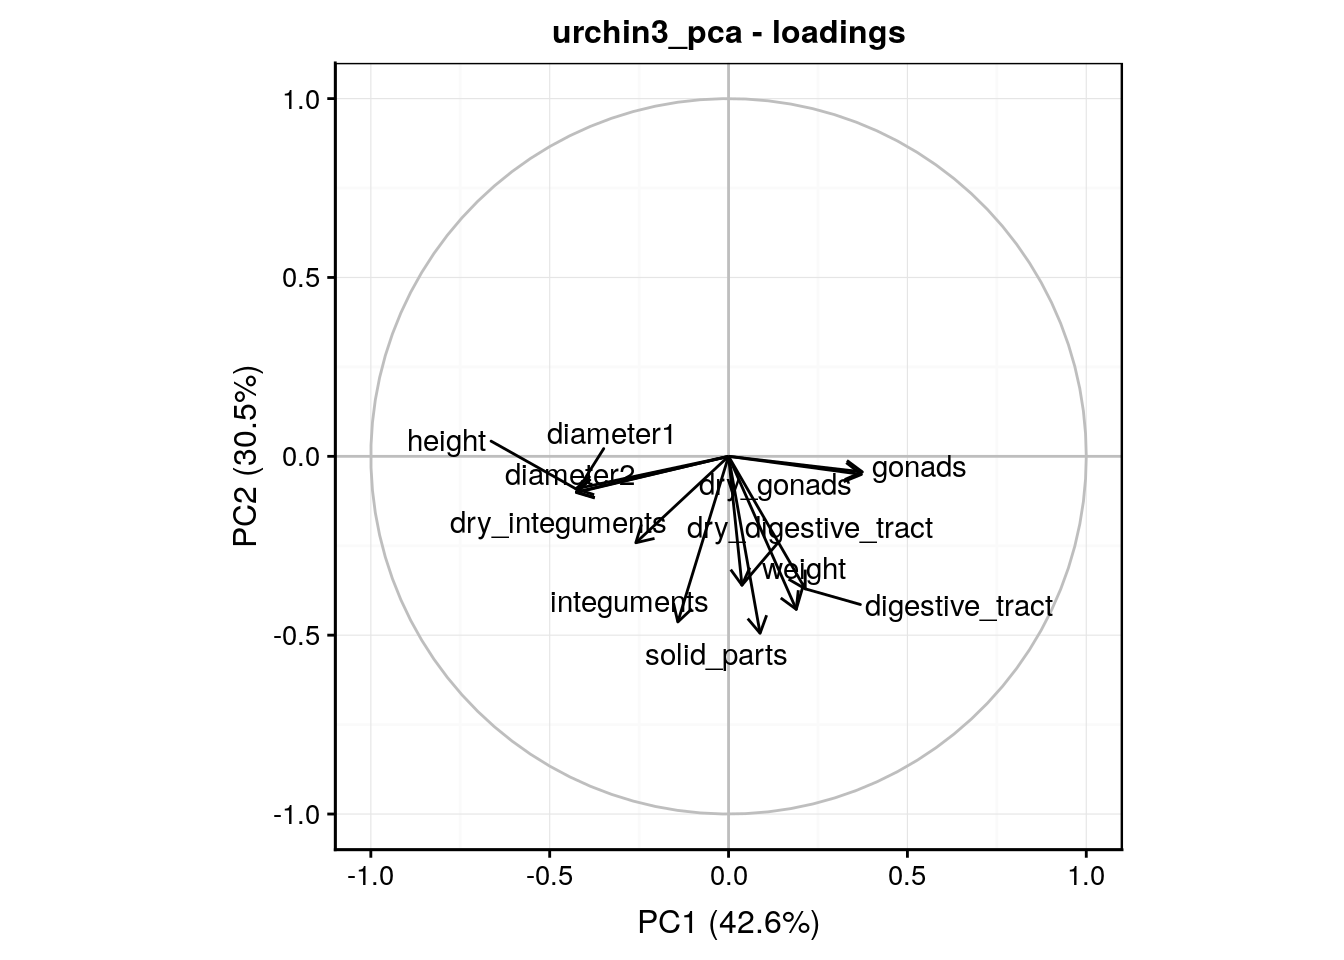 urchin3_pca - loadings
1.0
0.5
0.0
-0.5
-1.0
PC2 (30.5%)
height
diameter1
diameter2
gonads
dry_gonads
dry_integuments
dry_digestive_tract
weight
integuments
digestive_tract
solid_parts
-1.0
-0.5
0.0
0.5
1.0
PC1 (42.6%)